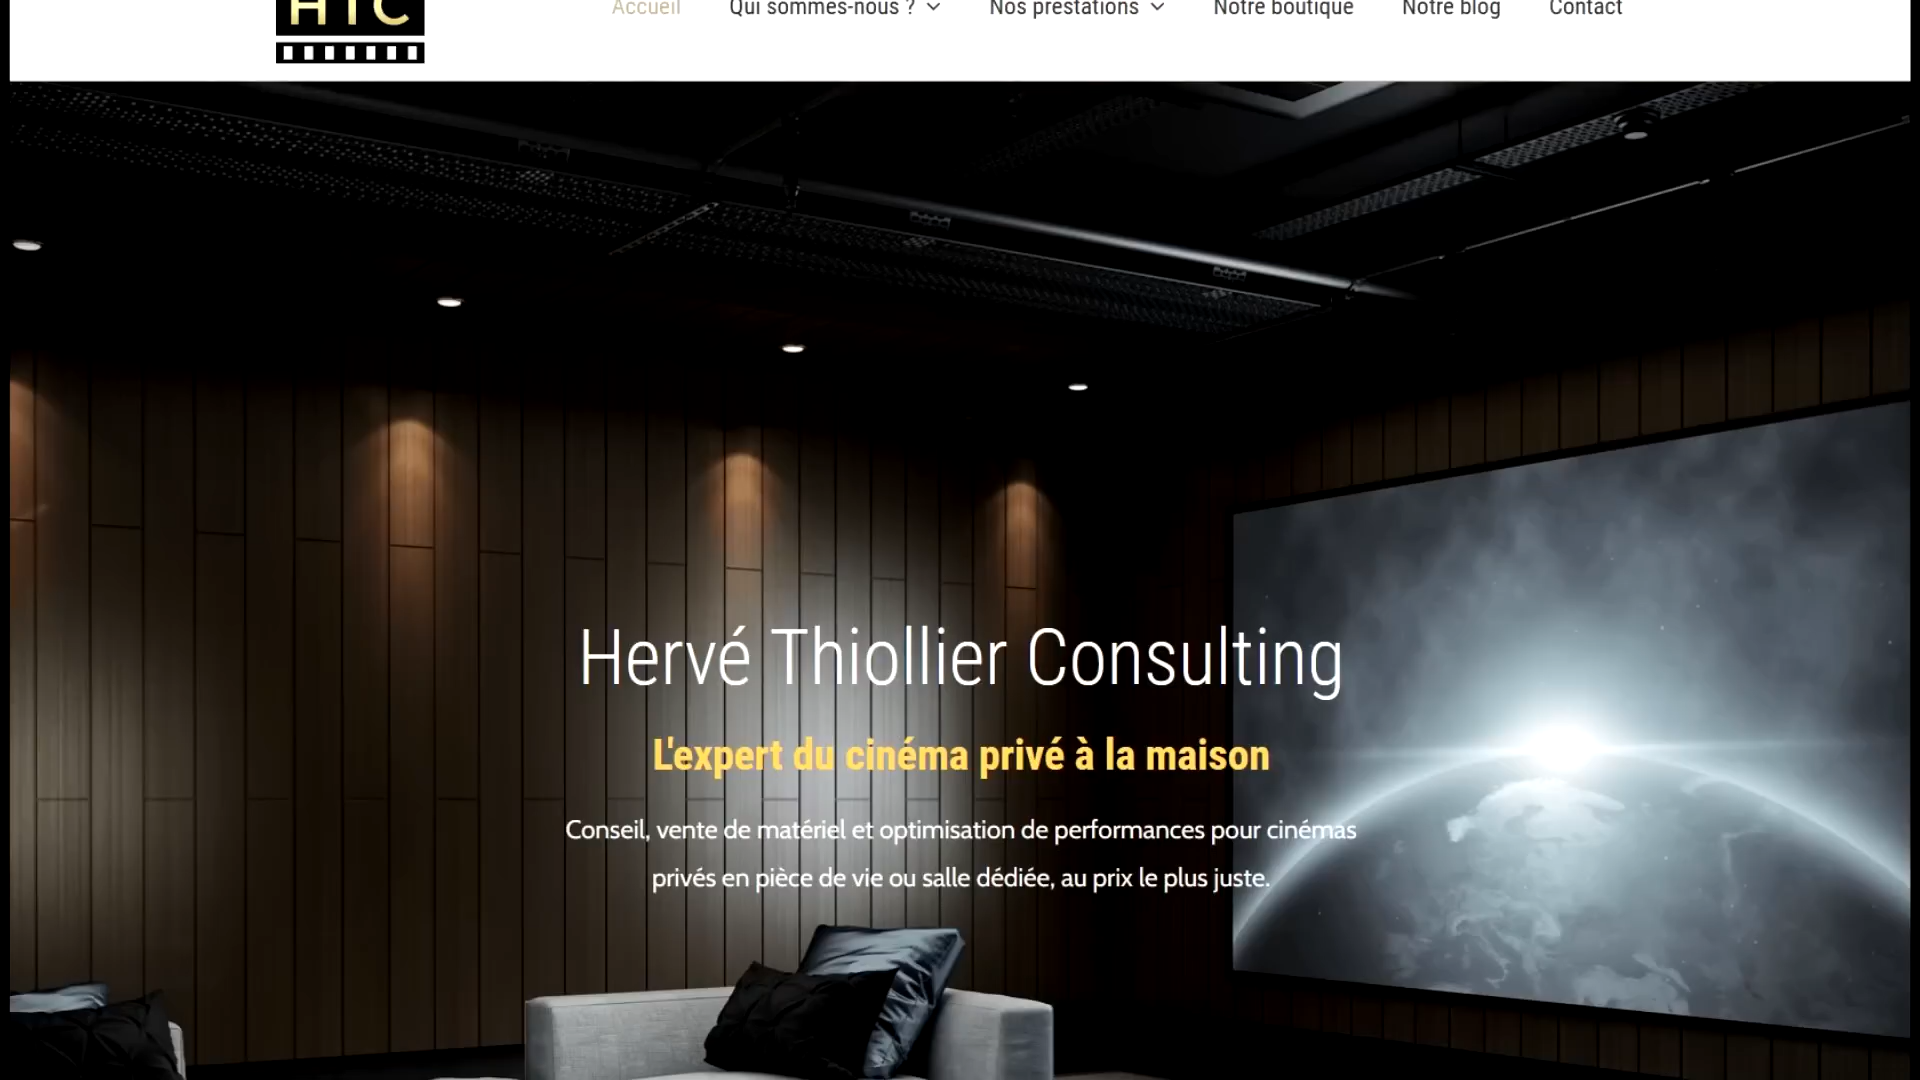 HTC
Accueil Qui sommes-nous ? Nos prestations Notre boutique Notre blog Contact
Hervé Thiollier Consulting
L'expert du cinéma privé à la maison
Conseil, vente de matériel et optimisation de performances pour cinémas
privés en pièce de vie ou salle dédiée, au prix le plus juste.